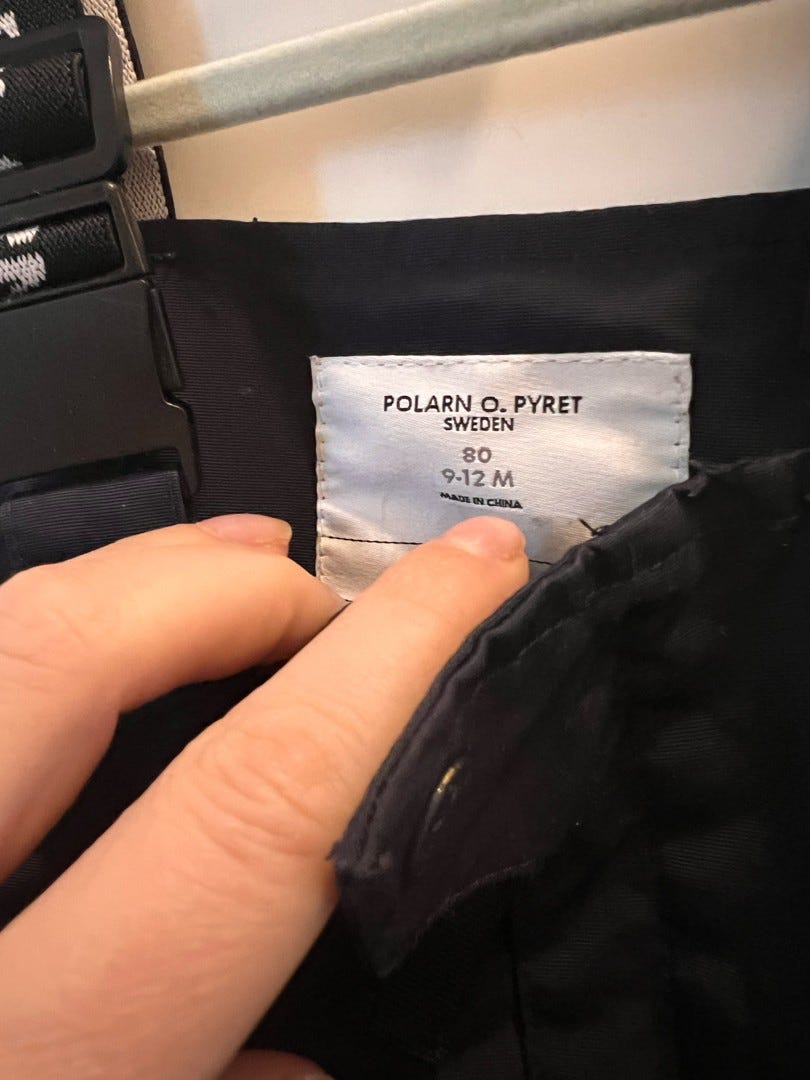 POLARN O. PYRET
SWEDEN
80
9-12 M
MADE IN CHINA